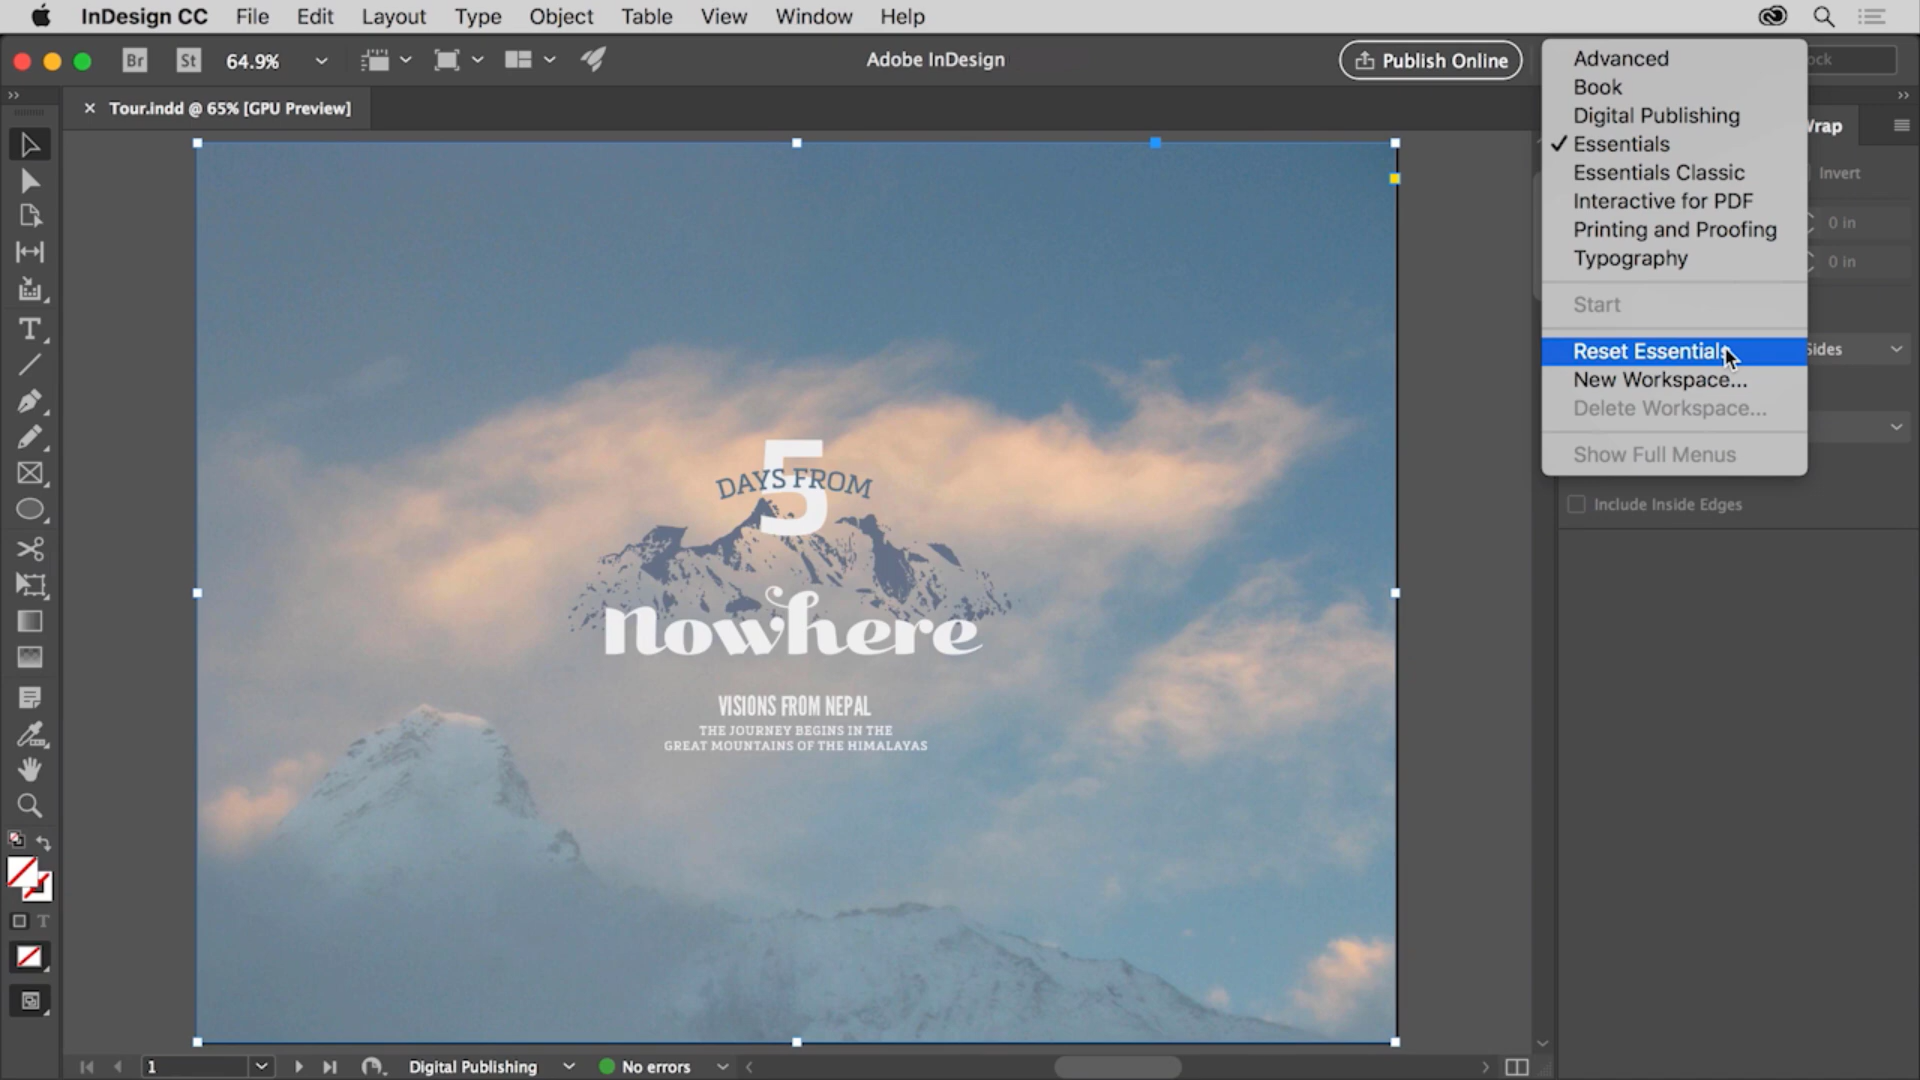 InDesign CC File Edit Layout Type Object Table View Window Help
Br St 64.9% Adobe InDesign Publish Online
Tour.indd @ 65% [GPU Preview]
Advanced
Book
Digital Publishing
Essentials
Essentials Classic
Interactive for PDF
Printing and Proofing
Typography
Start
Reset Essentials
New Workspace...
Delete Workspace...
Show Full Menus
Invert
0 in
0 in
Sides
Include Inside Edges
5
DAYS FROM
nowhere
VISIONS FROM NEPAL
THE JOURNEY BEGINS IN THE
GREAT MOUNTAINS OF THE HIMALAYAS
1 Digital Publishing No errors